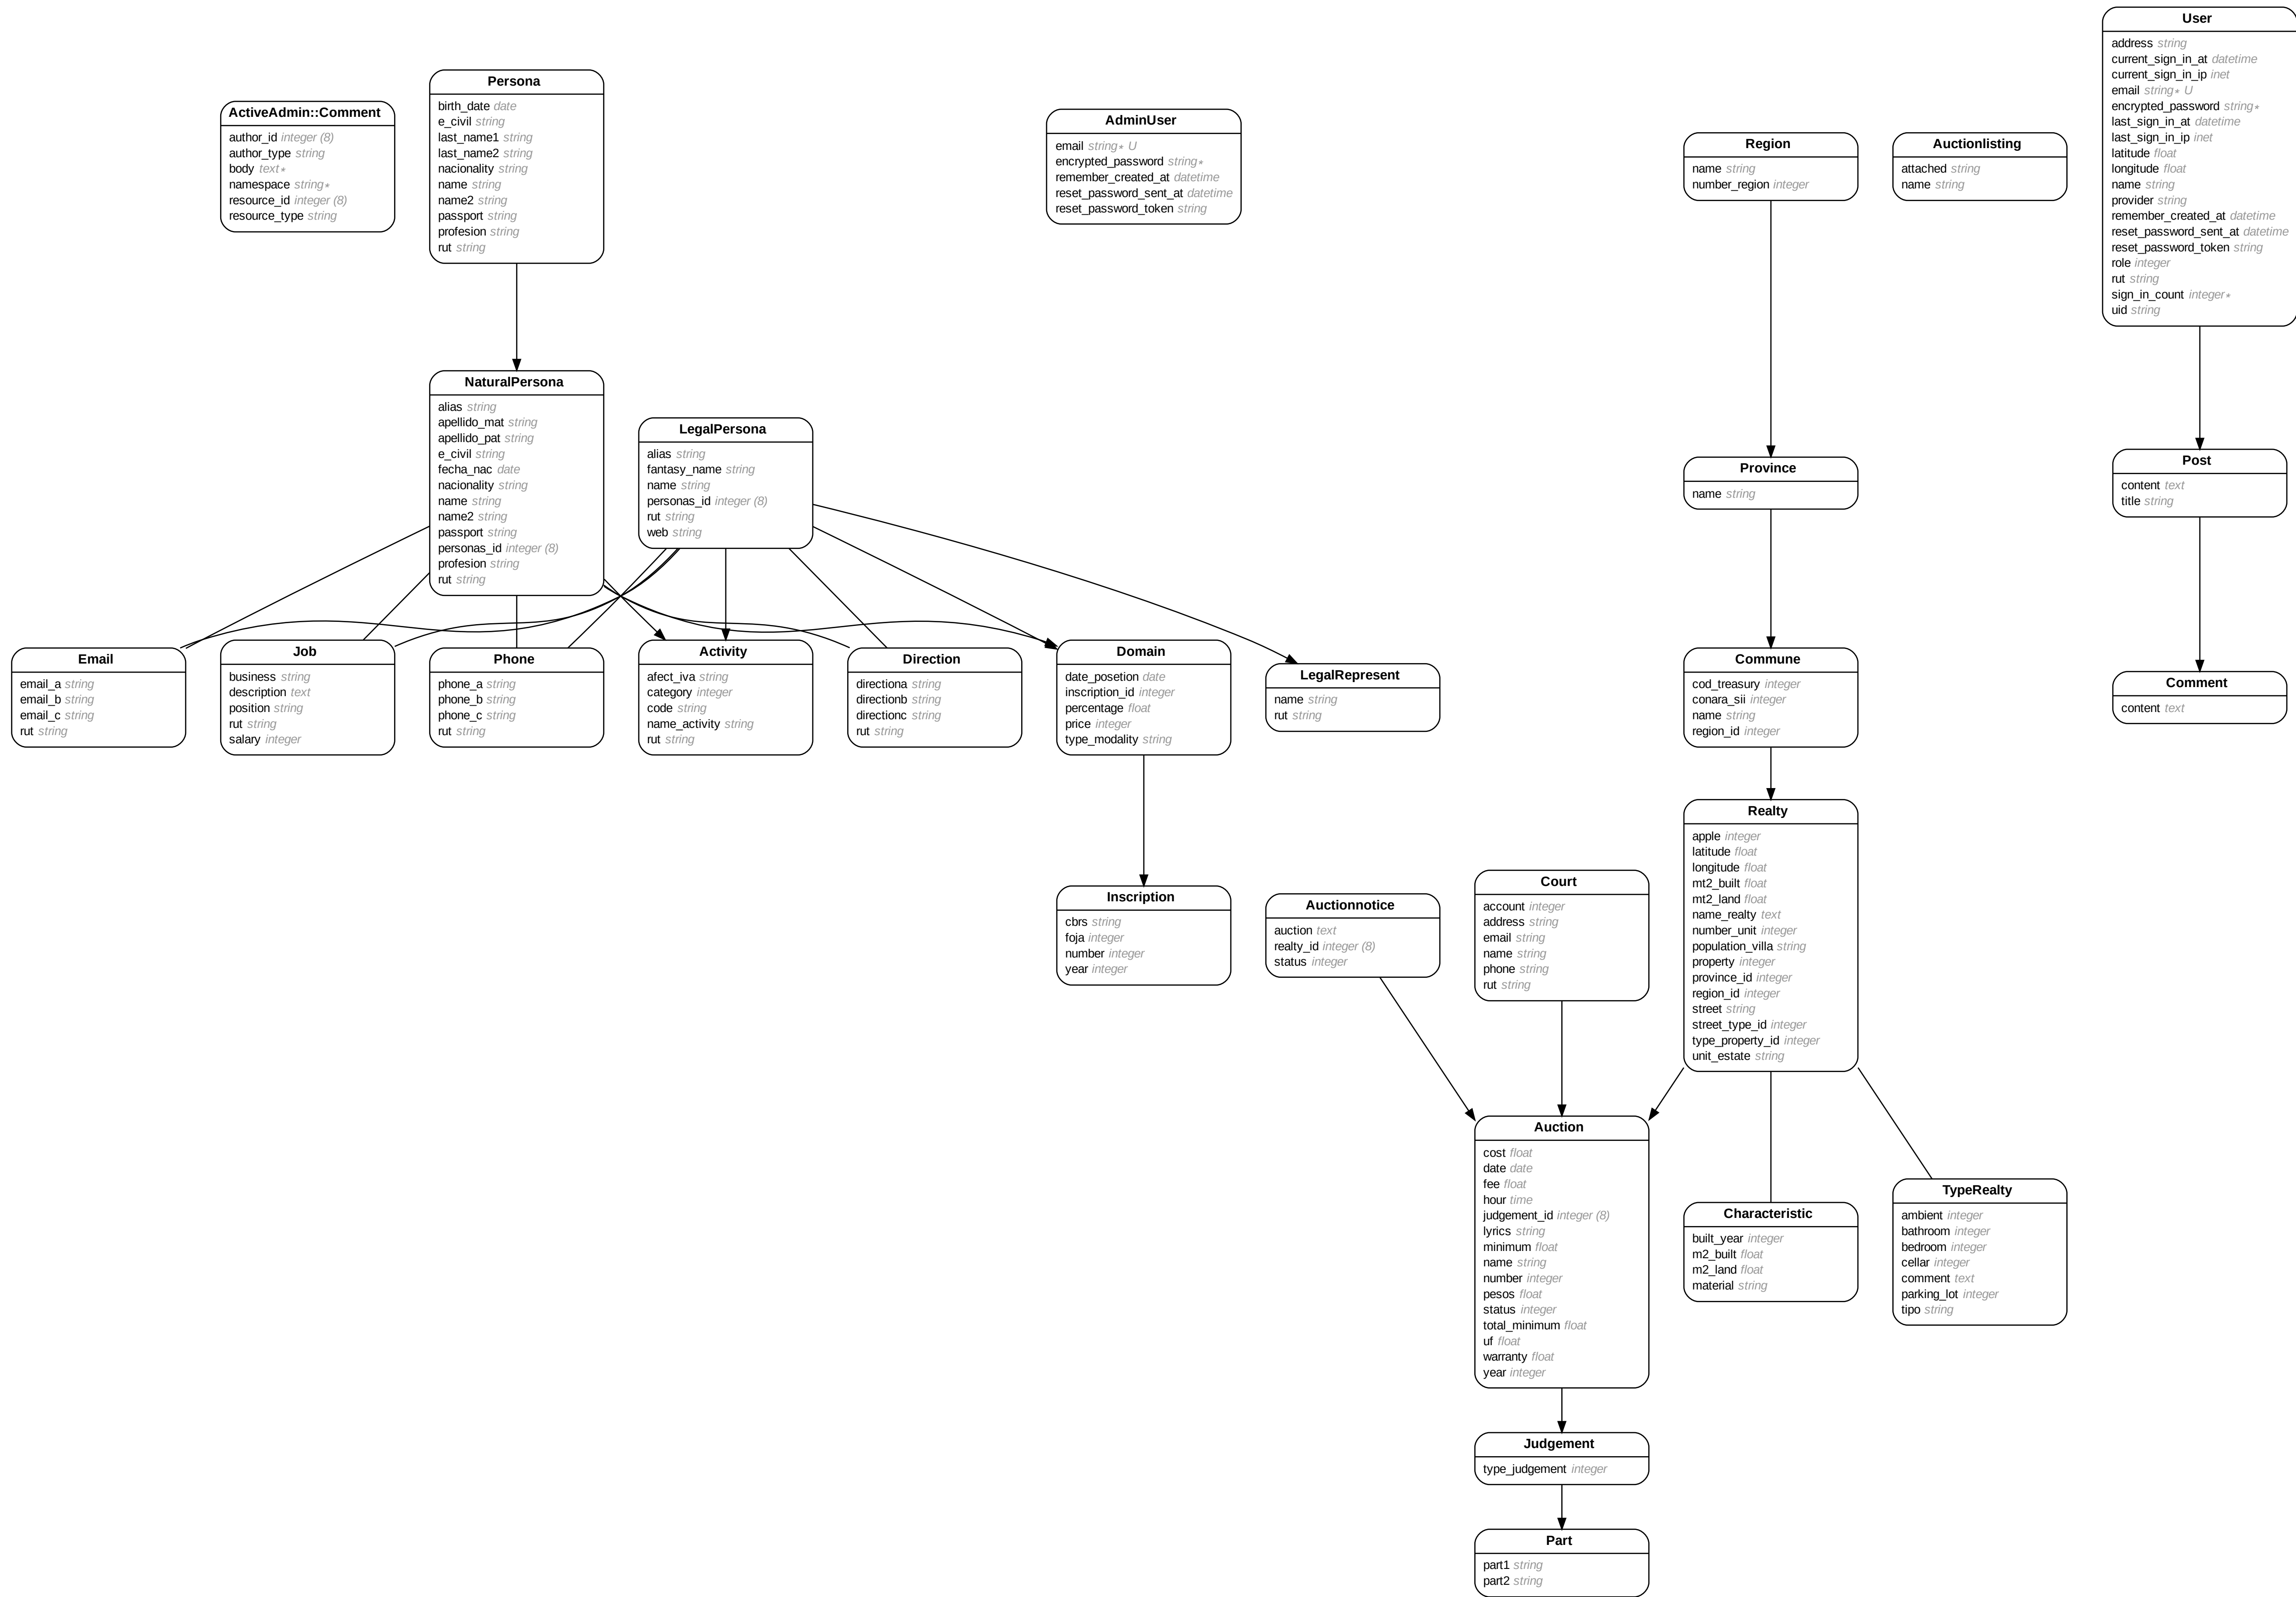 User
address string
current_sign_in_at datetime
current_sign_in_ip inet
email string∗ U
encrypted_password string∗
last_sign_in_at datetime
last_sign_in_ip inet
latitude float
longitude float
name string
provider string
remember_created_at datetime
reset_password_sent_at datetime
reset_password_token string
role integer
rut string
sign_in_count integer∗
uid string
Persona
birth_date date
e_civil string
last_name1 string
last_name2 string
nacionality string
name string
name2 string
passport string
profesion string
rut string
ActiveAdmin::Comment
author_id integer (8)
author_type string
body text∗
namespace string∗
resource_id integer (8)
resource_type string
AdminUser
email string∗ U
encrypted_password string∗
remember_created_at datetime
reset_password_sent_at datetime
reset_password_token string
Region
name string
number_region integer
Auctionlisting
attached string
name string
NaturalPersona
alias string
apellido_mat string
apellido_pat string
e_civil string
fecha_nac date
nacionality string
name string
name2 string
passport string
personas_id integer (8)
profesion string
rut string
LegalPersona
alias string
fantasy_name string
name string
personas_id integer (8)
rut string
web string
Province
name string
Post
content text
title string
Email
email_a string
email_b string
email_c string
rut string
Job
business string
description text
position string
rut string
salary integer
Phone
phone_a string
phone_b string
phone_c string
rut string
Activity
afect_iva string
category integer
code string
name_activity string
rut string
Direction
directiona string
directionb string
directionc string
rut string
Domain
date_posetion date
inscription_id integer
percentage float
price integer
type_modality string
LegalRepresent
name string
rut string
Commune
cod_treasury integer
conara_sii integer
name string
region_id integer
Comment
content text
Realty
apple integer
latitude float
longitude float
mt2_built float
mt2_land float
name_realty text
number_unit integer
population_villa string
property integer
province_id integer
region_id integer
street string
street_type_id integer
type_property_id integer
unit_estate string
Inscription
cbrs string
foja integer
number integer
year integer
Auctionnotice
auction text
realty_id integer (8)
status integer
Court
account integer
address string
email string
name string
phone string
rut string
Auction
cost float
date date
fee float
hour time
judgement_id integer (8)
lyrics string
minimum float
name string
number integer
pesos float
status integer
total_minimum float
uf float
warranty float
year integer
Characteristic
built_year integer
m2_built float
m2_land float
material string
TypeRealty
ambient integer
bathroom integer
bedroom integer
cellar integer
comment text
parking_lot integer
tipo string
Judgement
type_judgement integer
Part
part1 string
part2 string